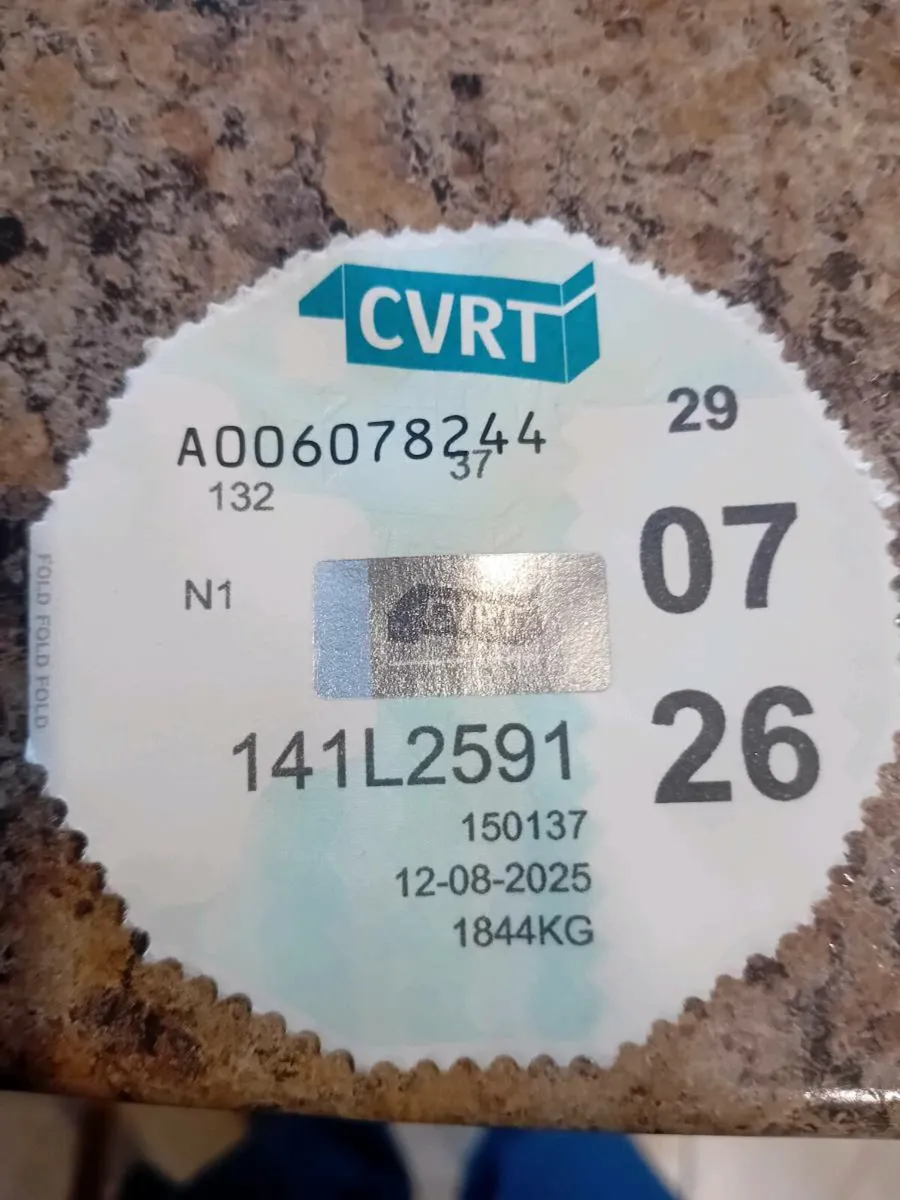 CVRT
29
A006078244
37
132
07
N1
26
141L2591
150137
12-08-2025
1844KG
FOLD FOLD FOLD